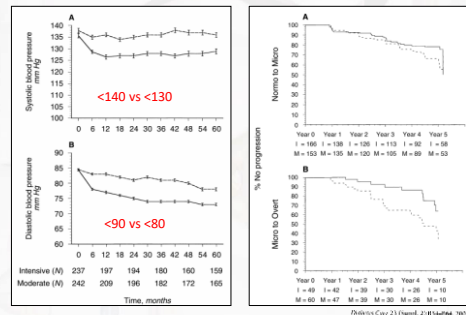 A
Systolic blood pressure
mm Hg
140
135
130
125
120
115
110
105
100
<140 vs <130
0 6 12 18 24 30 36 42 48 54 60
B
Diastolic blood pressure
mm Hg
90
85
80
75
70
65
60
<90 vs <80
0 6 12 18 24 30 36 42 48 54 60
Intensive (N) 237 197 194 180 160 159
Moderate (N) 242 209 196 182 172 165
Time, months
% No progression
A
Normo to Micro
100
90
80
70
60
50
40
30
20
10
0
Year 0 Year 1 Year 2 Year 3 Year 4 Year 5
I = 166 I = 138 I = 126 I = 113 I = 92 I = 58
M = 153 M = 135 M = 120 M = 105 M = 89 M = 53
B
Micro to Overt
100
90
80
70
60
50
40
30
20
10
0
Year 0 Year 1 Year 2 Year 3 Year 4 Year 5
I = 49 I = 42 I = 39 I = 30 I = 26 I = 10
M = 60 M = 47 M = 39 M = 30 M = 26 M = 10
Diabetes Care 23